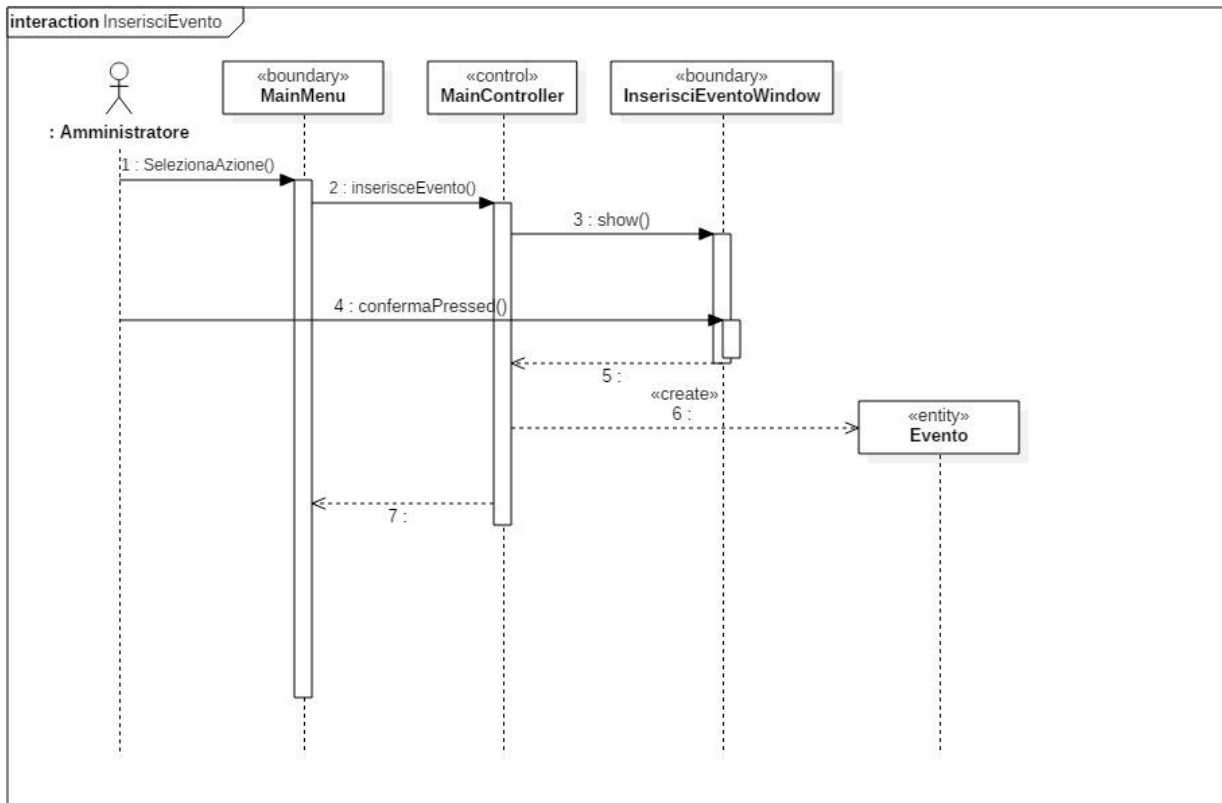 interaction InserisciEvento
«boundary»
MainMenu
«control»
MainController
«boundary»
InserisciEventoWindow
: Amministratore
1 : SelezionaAzione()
2 : inserisceEvento()
3 : show()
4 : confermaPressed()
5 :
«create»
6 :
«entity»
Evento
7 :